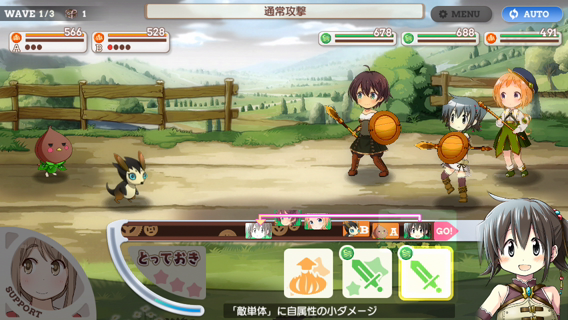 WAVE 1/3 1
通常攻撃
MENU
AUTO
566
A
528
B
678
688
491
B
A
GO!
とっておき
SUPPORT
「敵単体」に自属性の小ダメージ